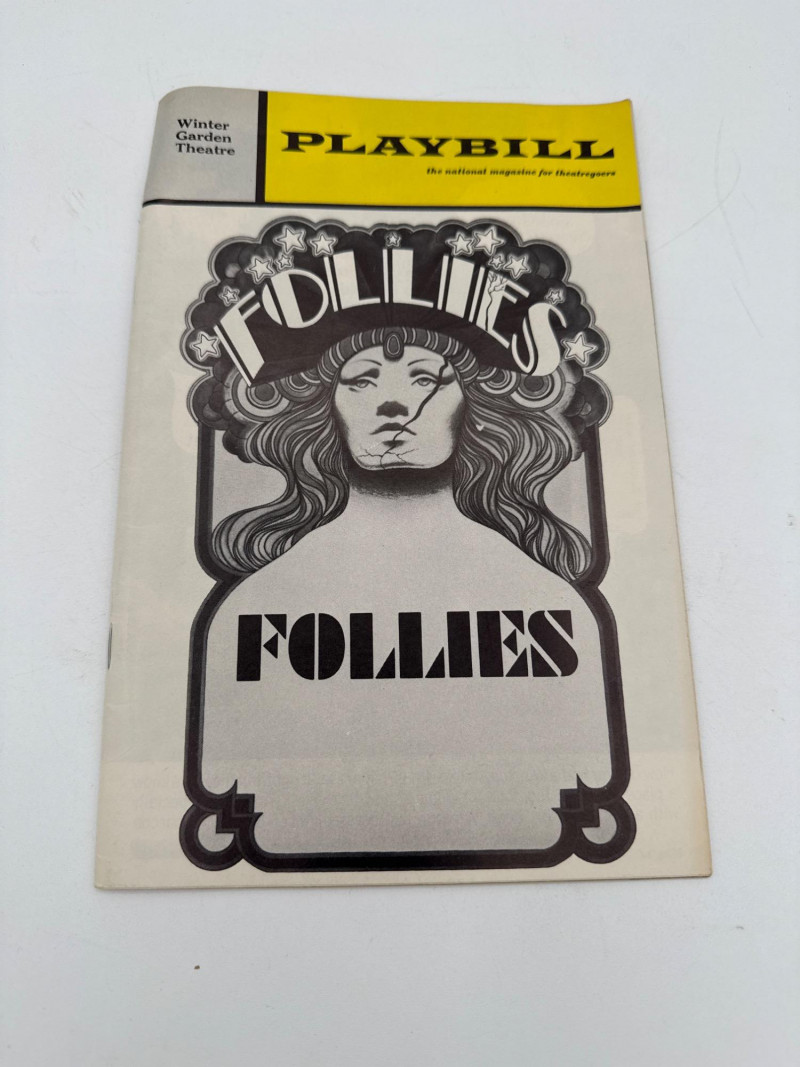 Winter
Garden
Theatre
PLAYBILL
the national magazine for theatregoers
FOLLIES
FOLLIES